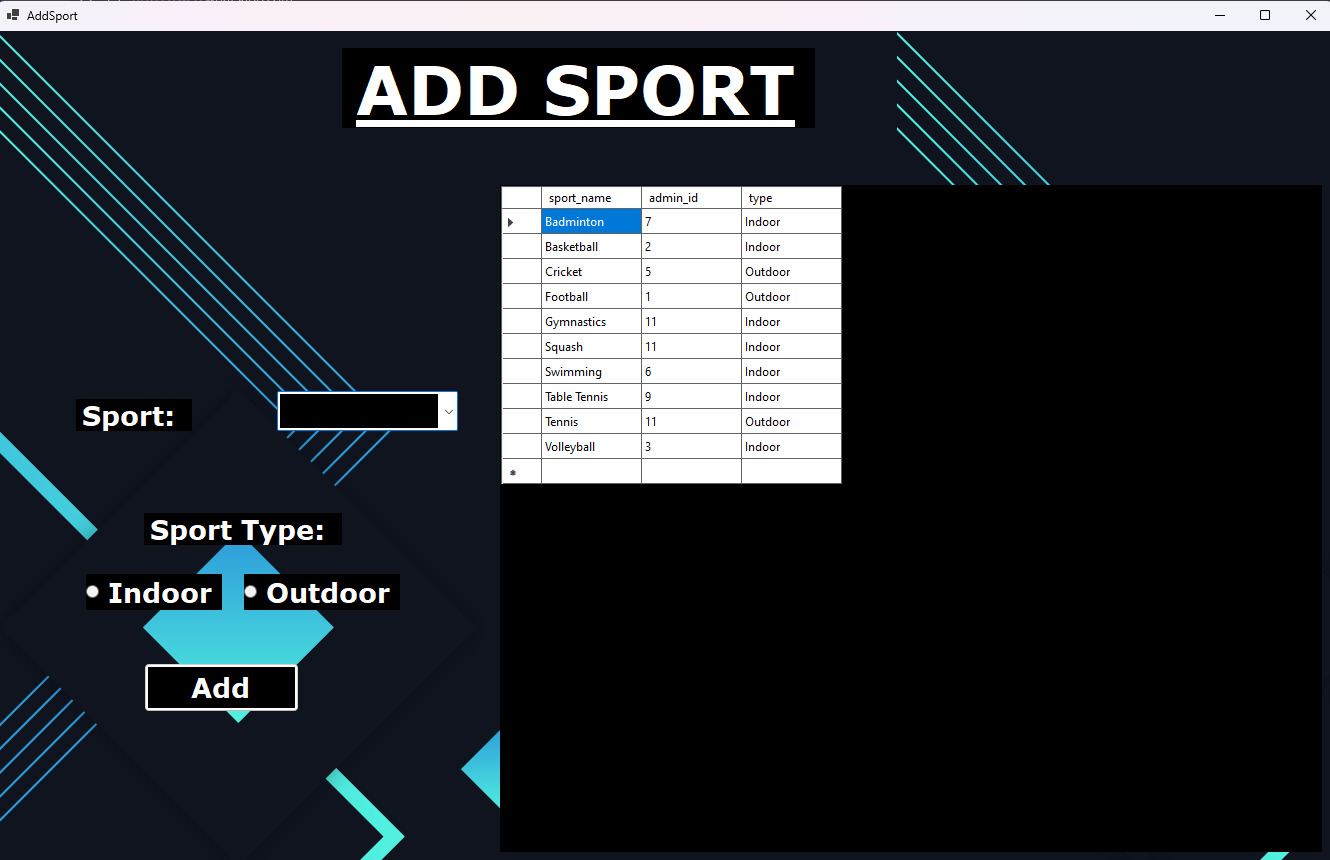 AddSport
ADD SPORT
sport_name admin_id type
Badminton 7 Indoor
Basketball 2 Indoor
Cricket 5 Outdoor
Football 1 Outdoor
Gymnastics 11 Indoor
Squash 11 Indoor
Swimming 6 Indoor
Table Tennis 9 Indoor
Tennis 11 Outdoor
Volleyball 3 Indoor
*
Sport:
Sport Type:
Indoor Outdoor
Add